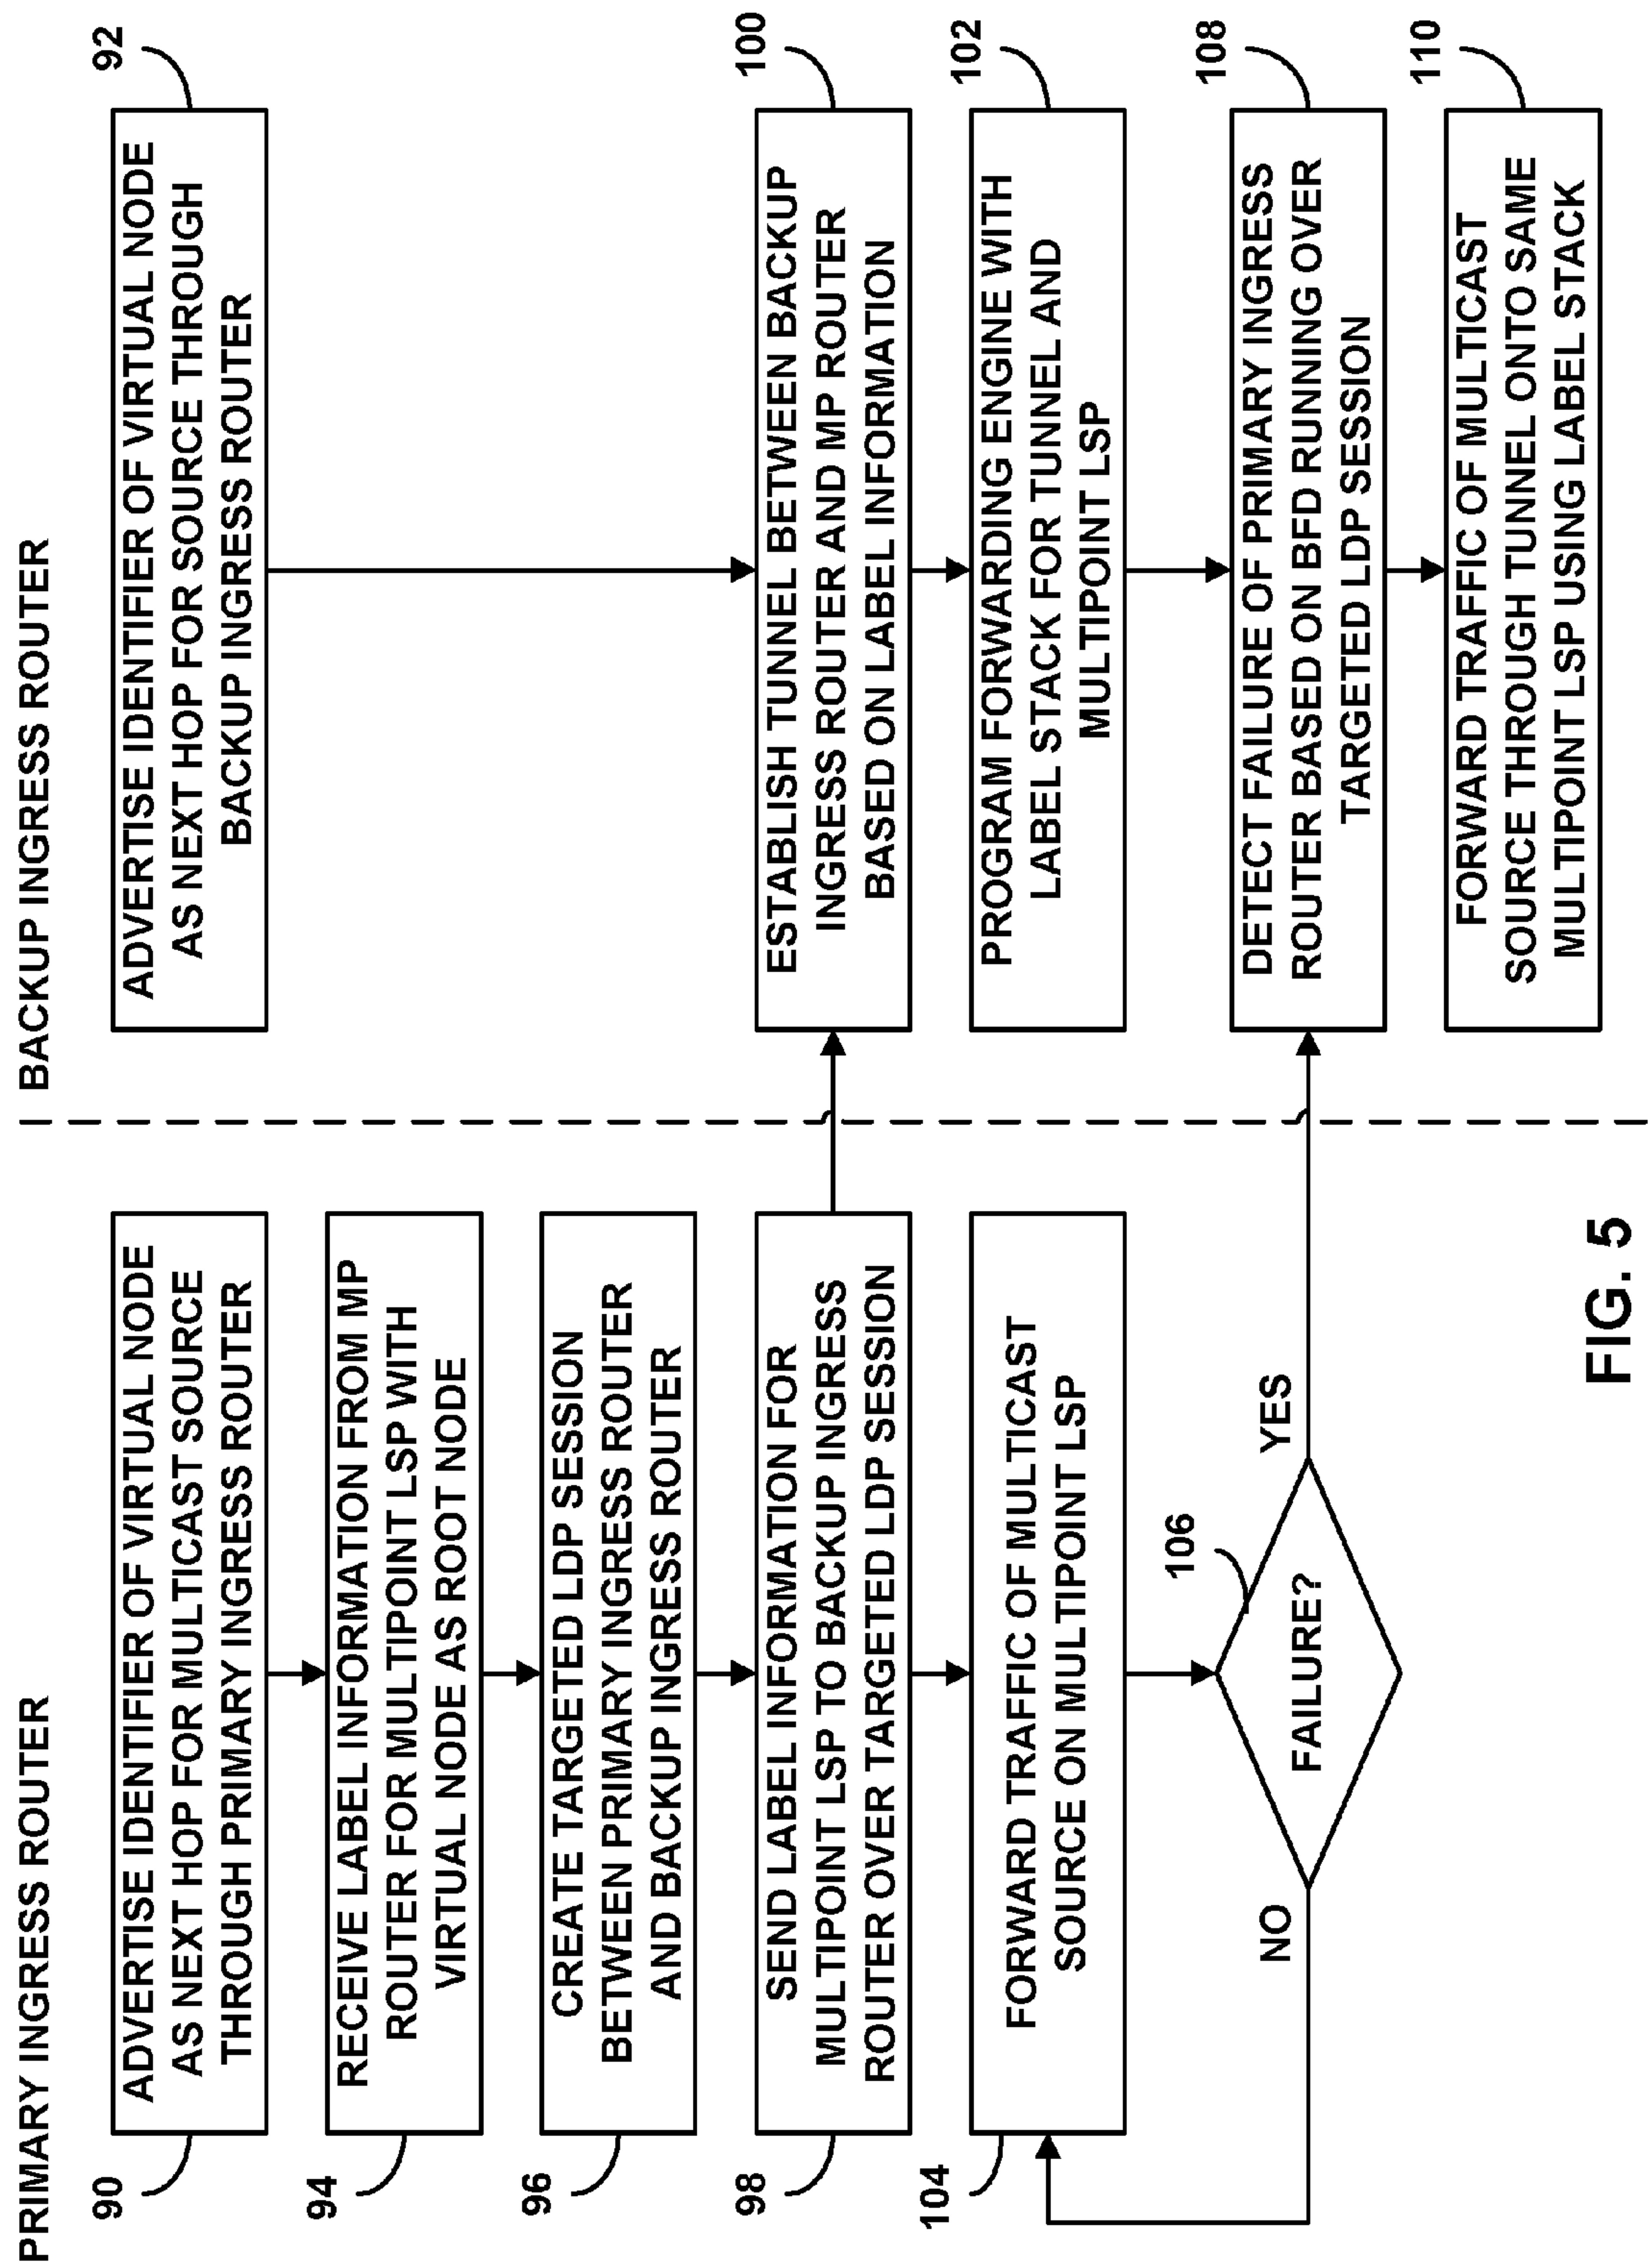 PRIMARY INGRESS ROUTER
BACKUP INGRESS ROUTER
90
ADVERTISE IDENTIFIER OF VIRTUAL NODE
AS NEXT HOP FOR MULTICAST SOURCE
THROUGH PRIMARY INGRESS ROUTER
92
ADVERTISE IDENTIFIER OF VIRTUAL NODE
AS NEXT HOP FOR SOURCE THROUGH
BACKUP INGRESS ROUTER
94
RECEIVE LABEL INFORMATION FROM MP
ROUTER FOR MULTIPOINT LSP WITH
VIRTUAL NODE AS ROOT NODE
96
CREATE TARGETED LDP SESSION
BETWEEN PRIMARY INGRESS ROUTER
AND BACKUP INGRESS ROUTER
98
SEND LABEL INFORMATION FOR
MULTIPOINT LSP TO BACKUP INGRESS
ROUTER OVER TARGETED LDP SESSION
100
ESTABLISH TUNNEL BETWEEN BACKUP
INGRESS ROUTER AND MP ROUTER
BASED ON LABEL INFORMATION
102
PROGRAM FORWARDING ENGINE WITH
LABEL STACK FOR TUNNEL AND
MULTIPOINT LSP
104
FORWARD TRAFFIC OF MULTICAST
SOURCE ON MULTIPOINT LSP
106
FAILURE?
NO
YES
108
DETECT FAILURE OF PRIMARY INGRESS
ROUTER BASED ON BFD RUNNING OVER
TARGETED LDP SESSION
110
FORWARD TRAFFIC OF MULTICAST
SOURCE THROUGH TUNNEL ONTO SAME
MULTIPOINT LSP USING LABEL STACK
FIG. 5